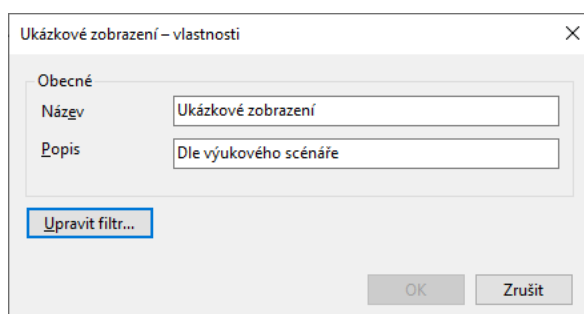 Ukázkové zobrazení – vlastnosti
Obecné
Název Ukázkové zobrazení
Popis Dle výukového scénáře
Upravit filtr...
OK Zrušit